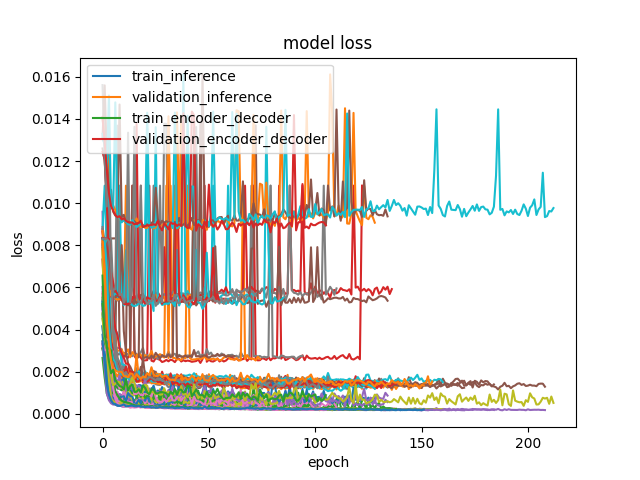 model loss
train_inference
validation_inference
train_encoder_decoder
validation_encoder_decoder
loss
0.016
0.014
0.012
0.010
0.008
0.006
0.004
0.002
0.000
0 50 100 150 200
epoch